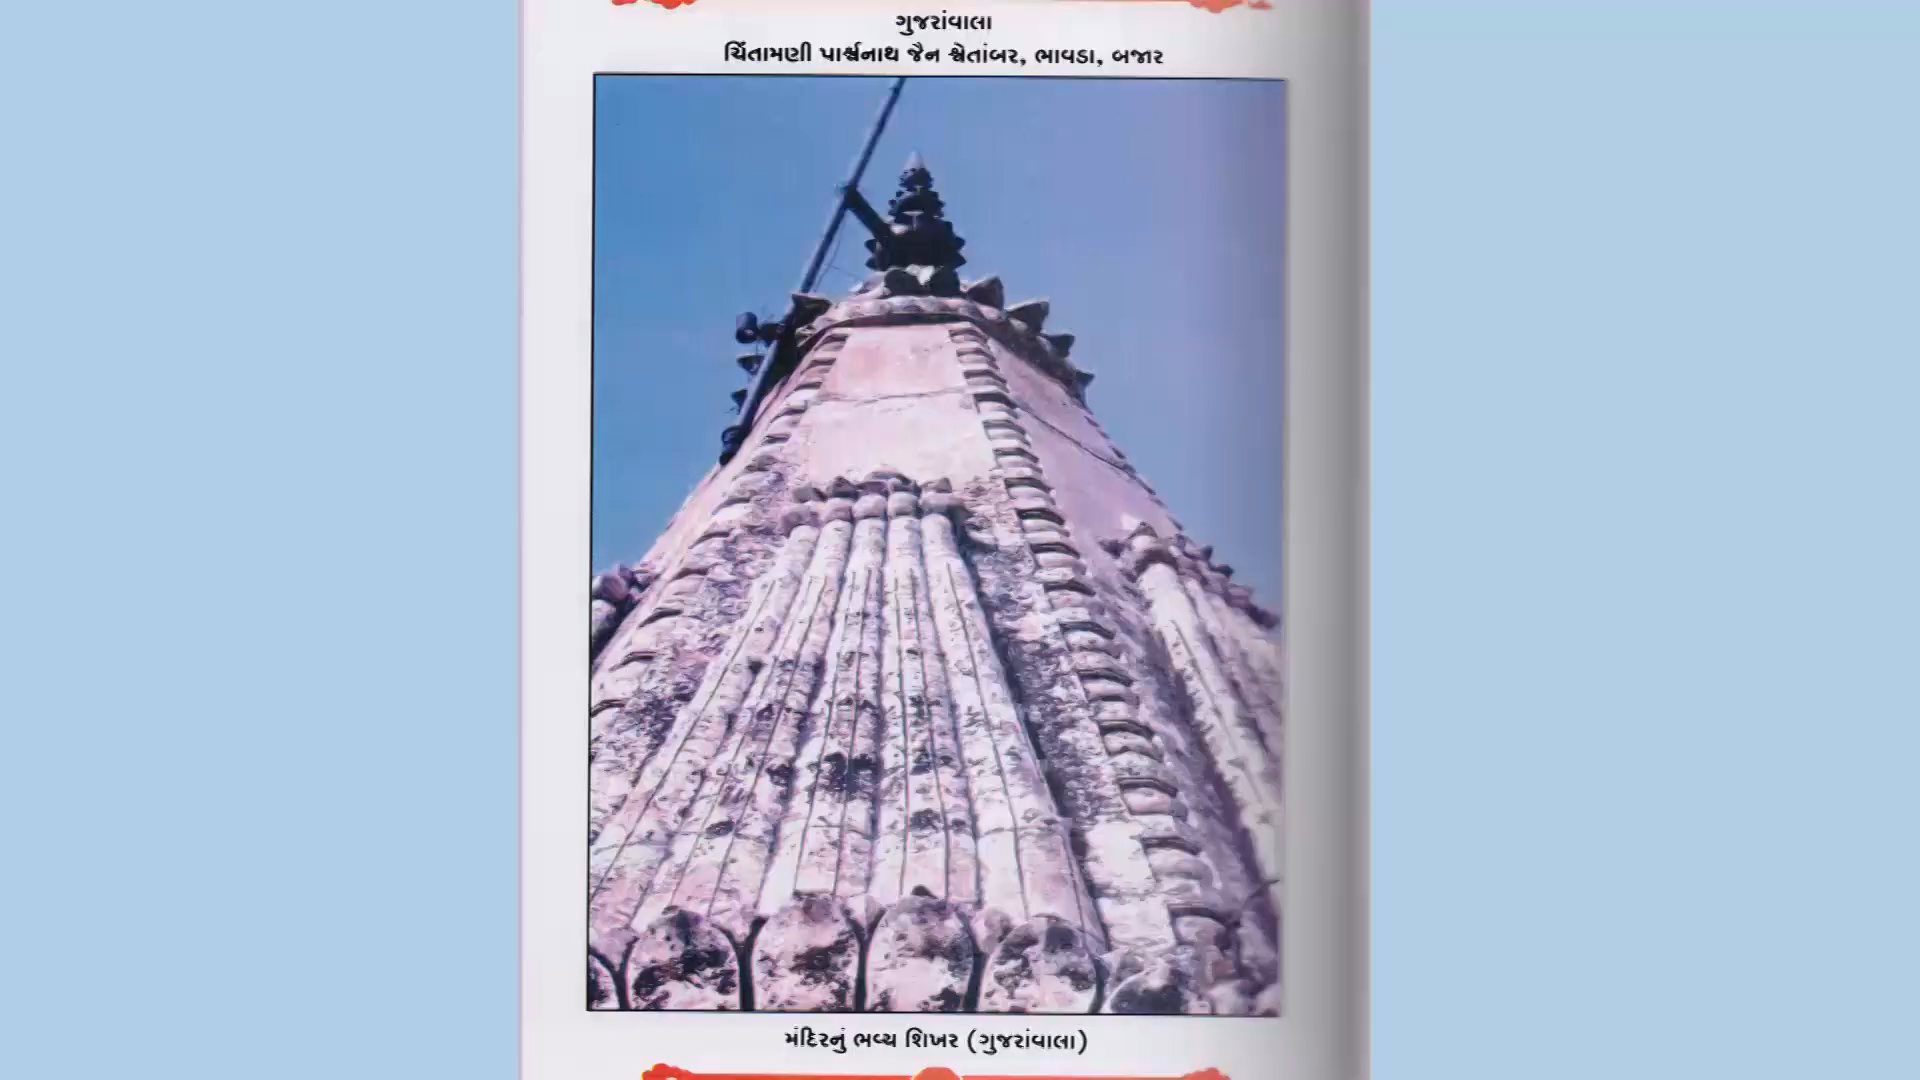 ગુજરાંવાલા
ચિંતામણી પાર્શ્વનાથ જૈન શ્વેતાંબર, ભાવડા, બજાર
મંદિરનું ભવ્ય શિખર (ગુજરાંવાલા)